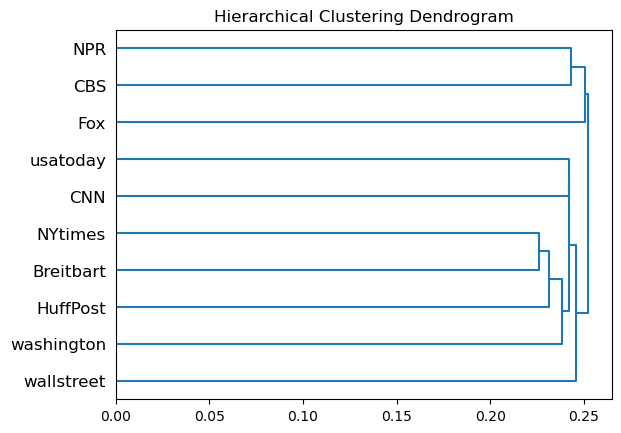 Hierarchical Clustering Dendrogram
NPR
CBS
Fox
usatoday
CNN
NYtimes
Breitbart
HuffPost
washington
wallstreet
0.00 0.05 0.10 0.15 0.20 0.25